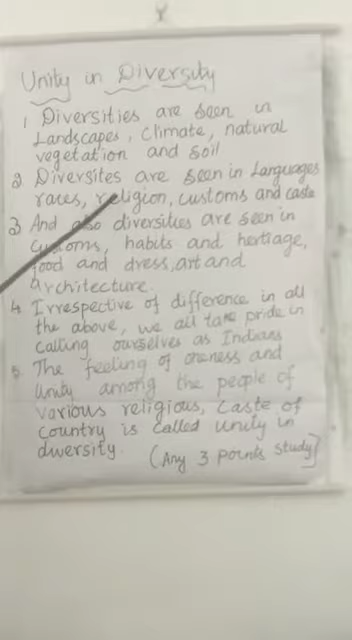 Unity in Diversity
1 Diversities are seen in
Landscapes, climate, natural
vegetation and soil
2. Diversites are seen in Languages
races, religion, customs and caste
3 And also diversities are seen in
customs, habits and hertiage,
food and dress, art and
architecture.
4. Irrespective of difference in all
the above, we all take pride in
calling ourselves as Indians
5. The feeling of oneness and
Unity among the people of
various religious, caste of
country is called unity in
diversity. (Any 3 points study)